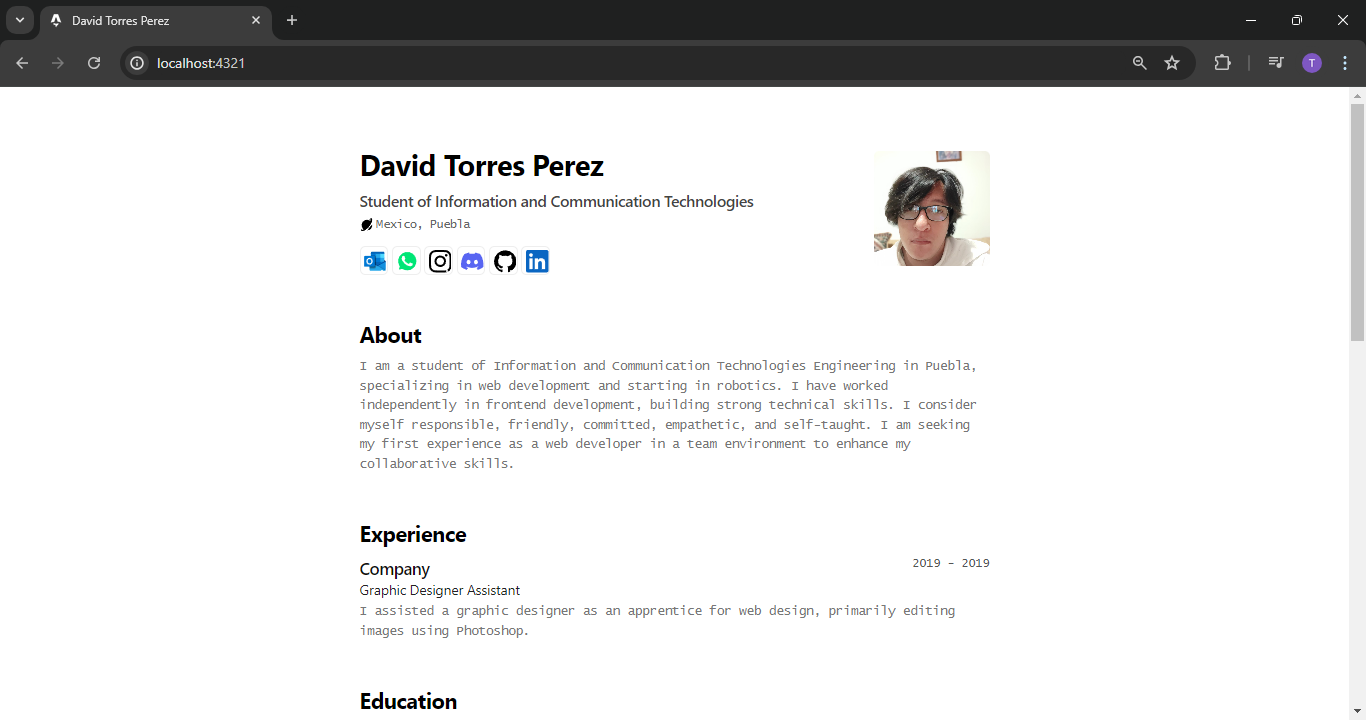 David Torres Perez
localhost:4321
T
David Torres Perez
Student of Information and Communication Technologies
Mexico, Puebla
About
I am a student of Information and Communication Technologies Engineering in Puebla,
specializing in web development and starting in robotics. I have worked
independently in frontend development, building strong technical skills. I consider
myself responsible, friendly, committed, empathetic, and self-taught. I am seeking
my first experience as a web developer in a team environment to enhance my
collaborative skills.
Experience
Company
2019 - 2019
Graphic Designer Assistant
I assisted a graphic designer as an apprentice for web design, primarily editing
images using Photoshop.
Education